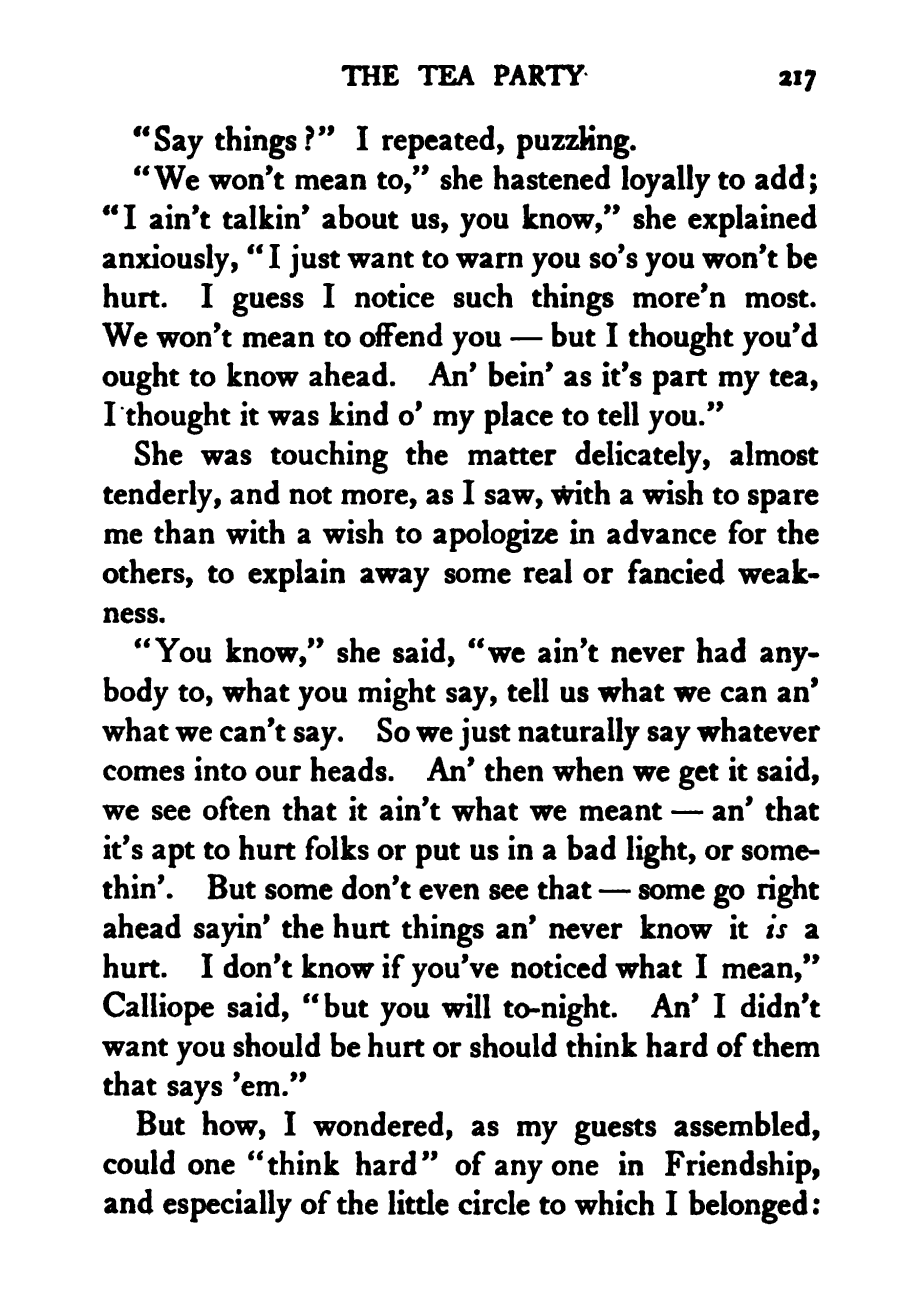 THE TEA PARTY 217
"Say things?" I repeated, puzzling.
"We won't mean to," she hastened loyally to add;
"I ain't talkin' about us, you know," she explained
anxiously, "I just want to warn you so's you won't be
hurt. I guess I notice such things more'n most.
We won't mean to offend you — but I thought you'd
ought to know ahead. An' bein' as it's part my tea,
I thought it was kind o' my place to tell you."
She was touching the matter delicately, almost
tenderly, and not more, as I saw, with a wish to spare
me than with a wish to apologize in advance for the
others, to explain away some real or fancied weak-
ness.
"You know," she said, "we ain't never had any-
body to, what you might say, tell us what we can an'
what we can't say. So we just naturally say whatever
comes into our heads. An' then when we get it said,
we see often that it ain't what we meant — an' that
it's apt to hurt folks or put us in a bad light, or some-
thin'. But some don't even see that — some go right
ahead sayin' the hurt things an' never know it is a
hurt. I don't know if you've noticed what I mean,"
Calliope said, "but you will to-night. An' I didn't
want you should be hurt or should think hard of them
that says 'em."
But how, I wondered, as my guests assembled,
could one "think hard" of any one in Friendship,
and especially of the little circle to which I belonged: